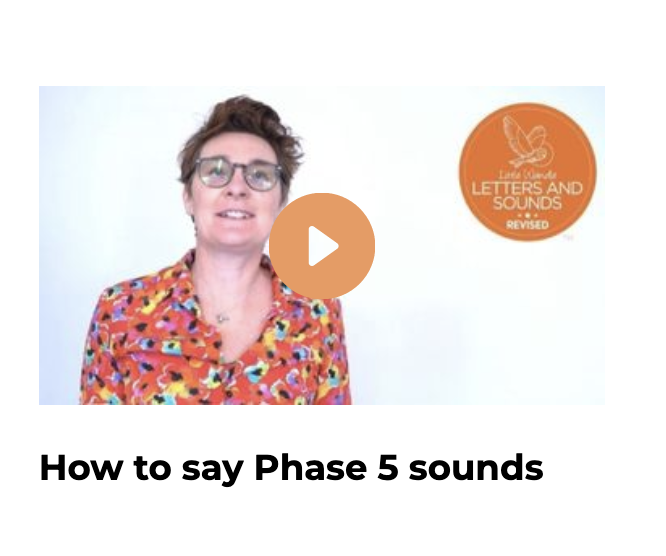 Little Wandle
LETTERS AND
SOUNDS
REVISED
How to say Phase 5 sounds